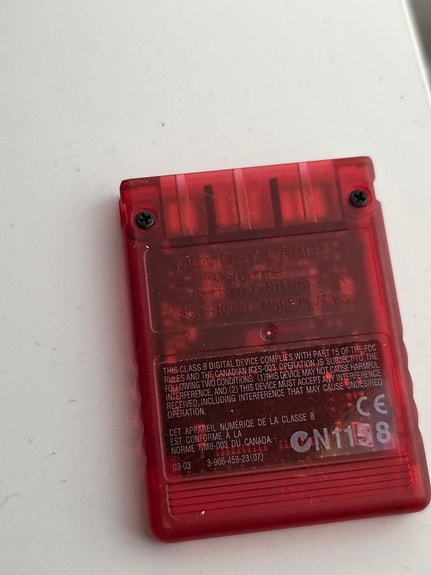 MEMORY CARD
THIS CLASS B DIGITAL DEVICE COMPLIES WITH PART 15 OF THE FCC
RULES AND THE CANADIAN ICES-003. OPERATION IS SUBJECT TO THE
FOLLOWING TWO CONDITIONS: (1)THIS DEVICE MAY NOT CAUSE HARMFUL
INTERFERENCE, AND (2) THIS DEVICE MUST ACCEPT ANY INTERFERENCE
RECEIVED, INCLUDING INTERFERENCE THAT MAY CAUSE UNDESIRED
OPERATION.
CET APPAREIL NUMÉRIQUE DE LA CLASSE B
EST CONFORME À LA
NORME NMB-003 DU CANADA.
03-03 3-966-459-23 (07)
CE
N1158